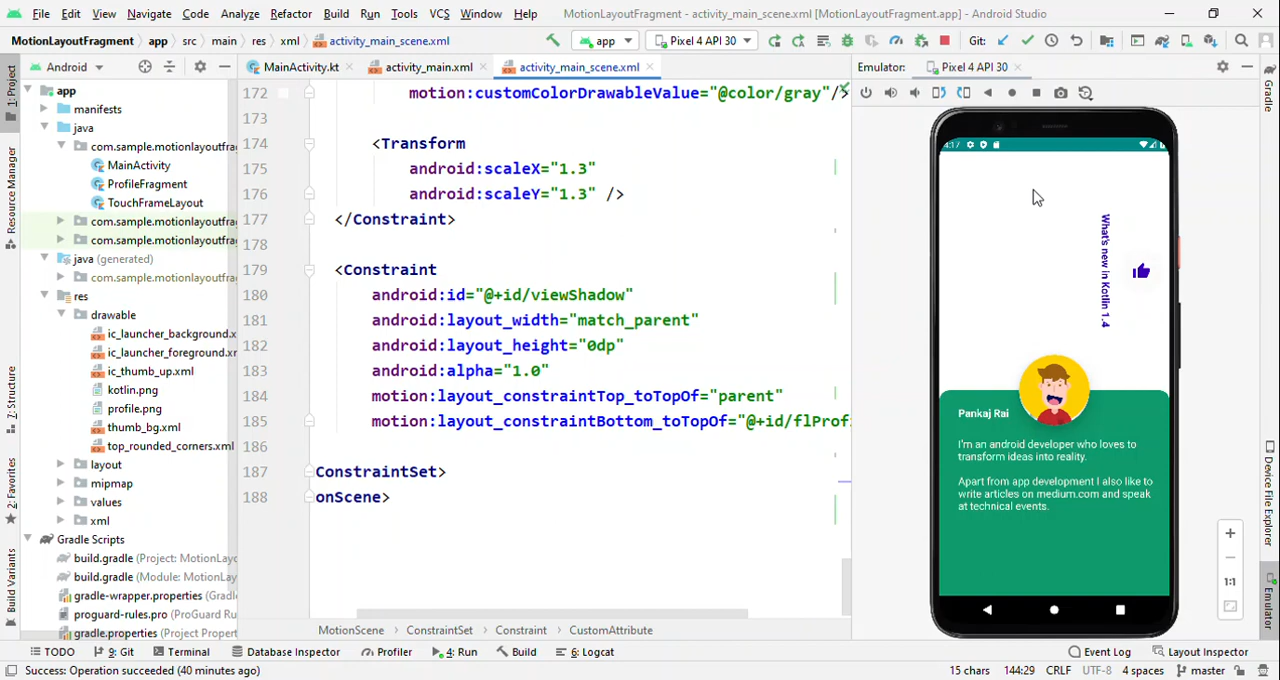 File Edit View Navigate Code Analyze Refactor Build Run Tools VCS Window Help MotionLayoutFragment - activity_main_scene.xml [MotionLayoutFragment.app] - Android Studio
MotionLayoutFragment app src main res xml activity_main_scene.xml app Pixel 4 API 30 Git:
Android MainActivity.kt activity_main.xml activity_main_scene.xml Emulator: Pixel 4 API 30
1: Project
Resource Manager
7: Structure
2: Favorites
Build Variants
app
manifests
java
com.sample.motionlayoutfra
MainActivity
ProfileFragment
TouchFrameLayout
com.sample.motionlayoutfra
com.sample.motionlayoutfra
java (generated)
com.sample.motionlayoutfra
res
drawable
ic_launcher_background.x
ic_launcher_foreground.xr
ic_thumb_up.xml
kotlin.png
profile.png
thumb_bg.xml
top_rounded_corners.xml
layout
mipmap
values
xml
Gradle Scripts
build.gradle (Project: MotionLay
build.gradle (Module: MotionLay
gradle-wrapper.properties (Grad
proguard-rules.pro (ProGuard Ru
gradle.properties (Project Proper
172 motion:customColorDrawableValue="@color/gray"/>
173
174 <Transform
175 android:scaleX="1.3"
176 android:scaleY="1.3" />
177 </Constraint>
178
179 <Constraint
180 android:id="@+id/viewShadow"
181 android:layout_width="match_parent"
182 android:layout_height="0dp"
183 android:alpha="1.0"
184 motion:layout_constraintTop_toTopOf="parent"
185 motion:layout_constraintBottom_toTopOf="@+id/flProf
186
187 ConstraintSet>
188 onScene>
MotionScene ConstraintSet Constraint CustomAttribute
4:17
What's new in Kotlin 1.4
Pankaj Rai
I'm an android developer who loves to
transform ideas into reality.
Apart from app development I also like to
write articles on medium.com and speak
at technical events.
1:1
Gradle
Device File Explorer
Emulator
TODO 9: Git Terminal Database Inspector Profiler 4: Run Build 6: Logcat Event Log Layout Inspector
Success: Operation succeeded (40 minutes ago) 15 chars 144:29 CRLF UTF-8 4 spaces master